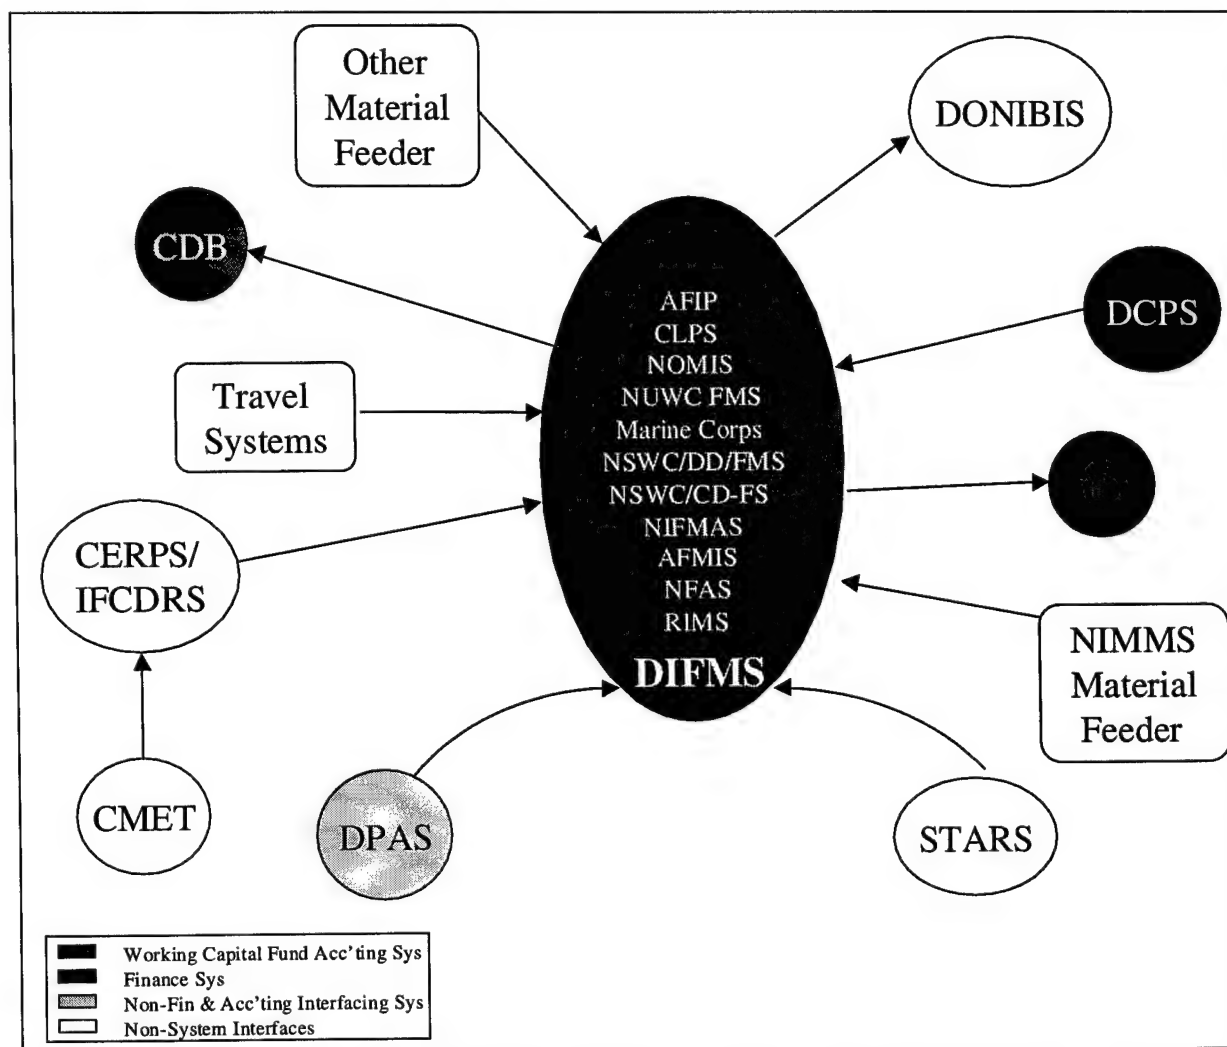 Other
Material
Feeder
DONIBIS
CDB
DCPS
AFIP
CLPS
NOMIS
NUWC FMS
Marine Corps
NSWC/DD/FMS
NSWC/CD-FS
NIFMAS
AFMIS
NFAS
RIMS
DIFMS
Travel
Systems
CERPS/
IFCDRS
NIMMS
Material
Feeder
CMET
DPAS
STARS
Working Capital Fund Acc'ting Sys
Finance Sys
Non-Fin & Acc'ting Interfacing Sys
Non-System Interfaces